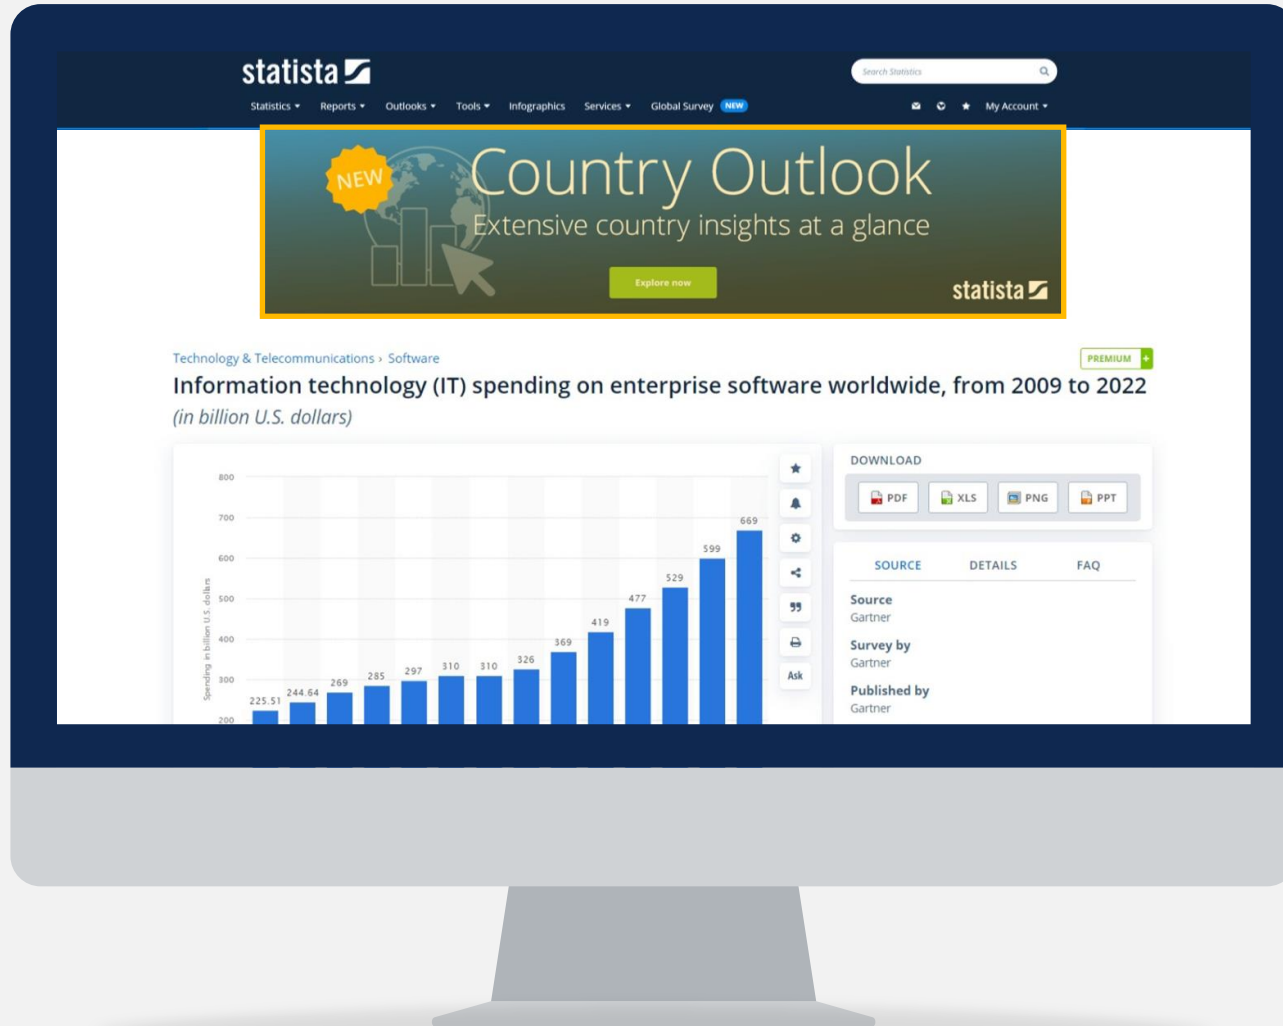 statista
Search Statistics
Statistics Reports Outlooks Tools Infographics Services Global Survey NEW My Account
NEW
Country Outlook
Extensive country insights at a glance
Explore now
statista
Technology & Telecommunications › Software
PREMIUM +
Information technology (IT) spending on enterprise software worldwide, from 2009 to 2022
(in billion U.S. dollars)
Spending in billion U.S. dollars
800
700
600
500
400
300
200
225.51
244.64
269
285
297
310
310
326
369
419
477
529
599
669
Ask
DOWNLOAD
PDF XLS PNG PPT
SOURCE DETAILS FAQ
Source
Gartner
Survey by
Gartner
Published by
Gartner